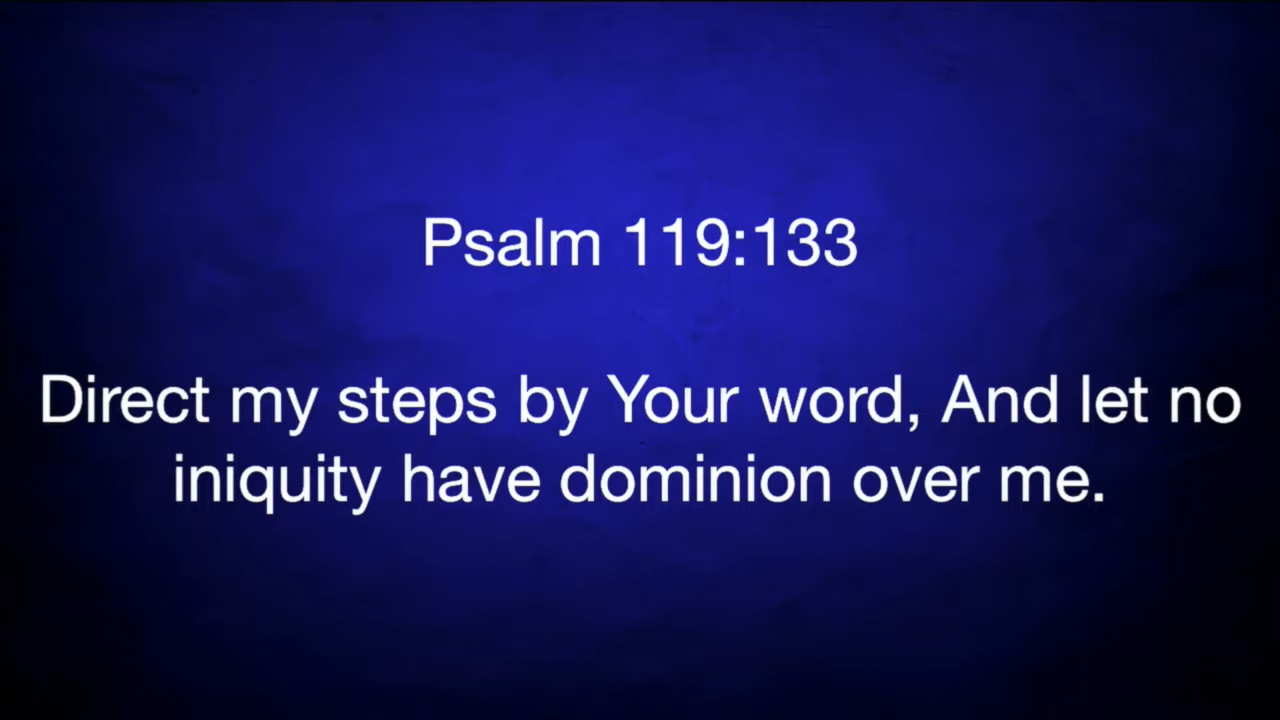 Psalm 119:133
Direct my steps by Your word, And let no
iniquity have dominion over me.